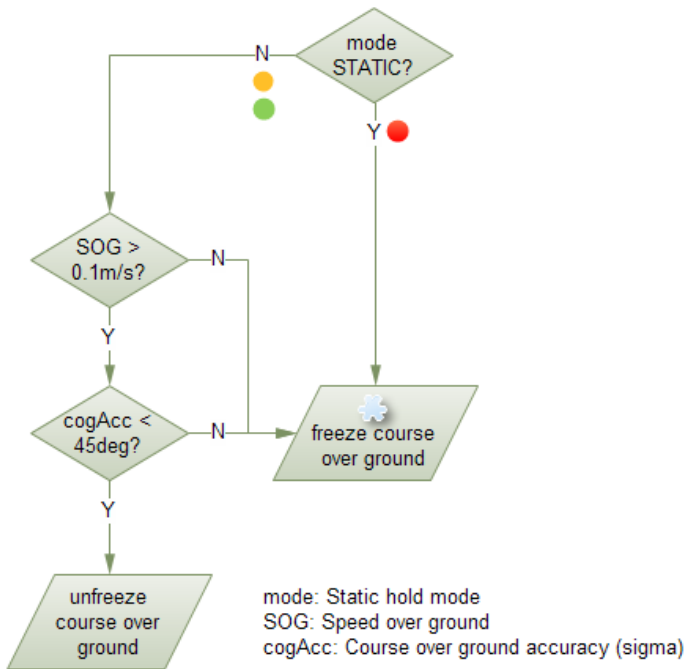 mode
STATIC?
N
Y
SOG >
0.1m/s?
N
Y
cogAcc <
45deg?
N
freeze course
over ground
Y
unfreeze
course over
ground
mode: Static hold mode
SOG: Speed over ground
cogAcc: Course over ground accuracy (sigma)